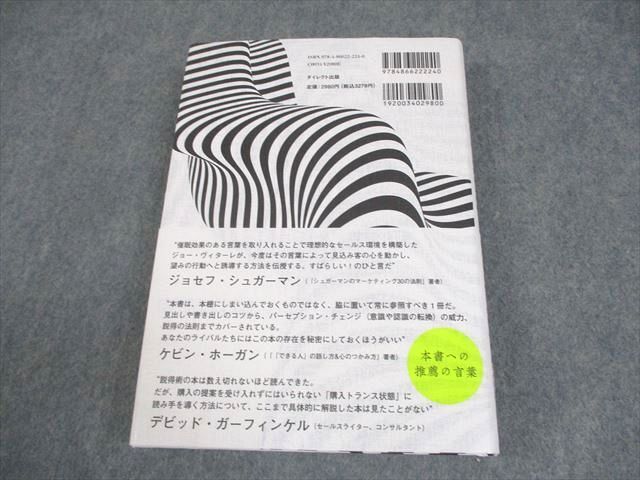 ISBN 978-4-86622-224-0
C0034 ¥2980E
ダイレクト出版
定価:2980円(税込3278円)
9784866222240
1920034029800
"催眠効果のある言葉を取り入れることで理想的なセールス環境を構築した
ジョー・ヴィターレが、今度はその言葉によって見込み客の心を動かし、
望みの行動へと誘導する方法を伝授する。すばらしい!のひと言だ"
ジョセフ・シュガーマン(『シュガーマンのマーケティング30の法則』著者)
"本書は、本棚にしまい込んでおくものではなく、脇に置いて常に参照すべき1冊だ。
見出しや書き出しのコツから、パーセプション・チェンジ(意識や認識の転換)の威力、
説得の法則までカバーされている。
あなたのライバルたちにはこの本の存在を秘密にしておくほうがいい"
ケビン・ホーガン(『「できる人」の話し方&心のつかみ方』著者)
本書への
推薦の言葉
"説得術の本は数え切れないほど読んできた。
だが、購入の提案を受け入れずにはいられない「購入トランス状態」に
読み手を導く方法について、ここまで具体的に解説した本は見たことがない"
デビッド・ガーフィンケル(セールスライター、コンサルタント)